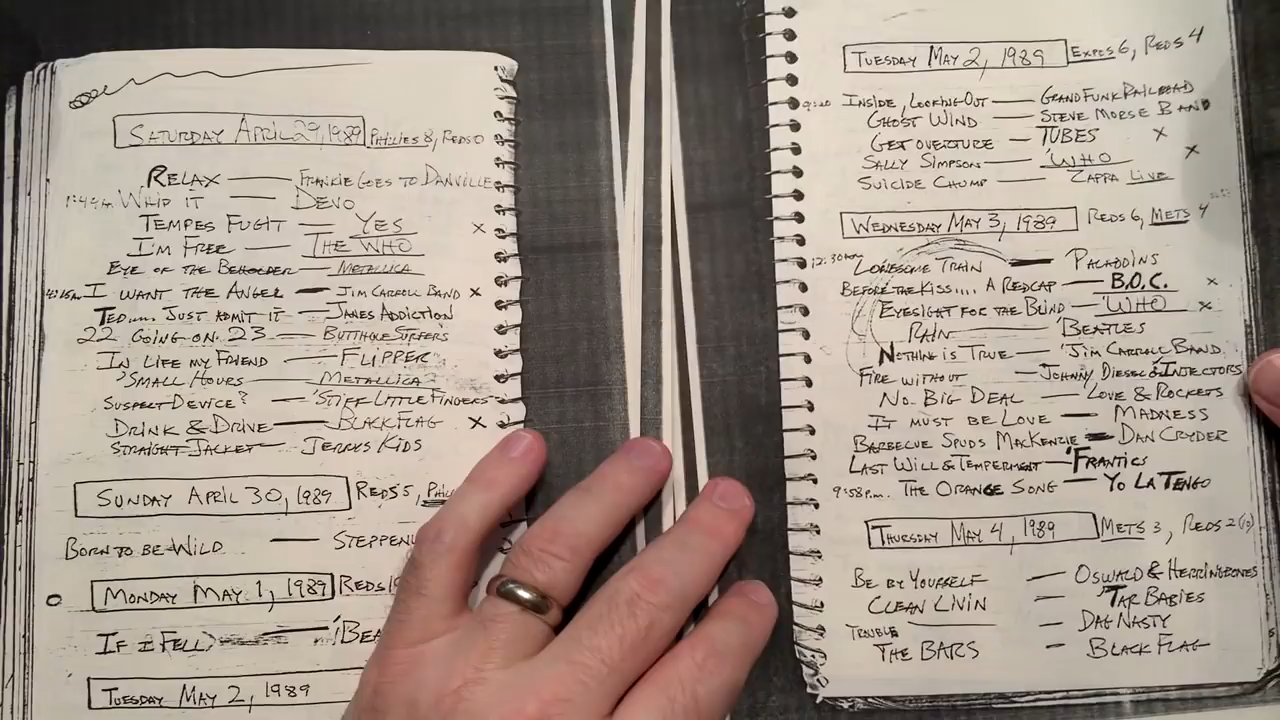 SATURDAY APRIL 29, 1989 PHILLIES 8, REDS 0
RELAX — FRANKIE GOES TO DANVILLE
1:44A. WHIP IT — DEVO
TEMPES FUGIT — YES X
I'M FREE — THE WHO
EYE OF THE BEHOLDER — METALLICA
4:16AM I WANT THE ANGEL — JIM CARROLL BAND X
TED.... JUST ADMIT IT — JANES ADDICTION
22 GOING ON 23 — BUTTHOLE SURFERS
IN LIFE MY FRIEND — FLIPPER
SMALL HOURS — METALLICA
SUSPECT DEVICE? — 'STIFF LITTLE FINGERS
DRINK & DRIVE — BLACK FLAG X
STRAIGHT JACKET — JERRYS KIDS
SUNDAY APRIL 30, 1989 REDS 5,
BORN TO BE WILD — STEPPEN
MONDAY MAY 1, 1989 REDS
IF I FELL — 'BEA
TUESDAY MAY 2, 1989
TUESDAY MAY 2, 1989 EXPOS 6, REDS 4
INSIDE, LOOKING OUT — GRAND FUNK RAILROAD
GHOST WIND — STEVE MORSE BAND
GET OVERTURE — TUBES X
SALLY SIMPSON — 'WHO X
SUICIDE CHUMP — ZAPPA LIVE
WEDNESDAY MAY 3, 1989 REDS 6, METS 4
12:30AM LONESOME TRAIN — PALADINS
BEFORE THE KISS.... A REDCAP — B.O.C. X
EYESIGHT FOR THE BLIND — 'WHO X
RAIN — 'BEATLES
NOTHING IS TRUE — 'JIM CARROLL BAND
FIRE WITHOUT — JOHNNY DIESEL & INJECTORS
NO BIG DEAL — LOVE & ROCKETS
IT MUST BE LOVE — MADNESS
BARBECUE SPUDS MACKENZIE — DAN CRYDER
LAST WILL & TEMPERMENT — 'FRANTICS
9:58p.m. THE ORANGE SONG — YO LA TENGO
THURSDAY MAY 4, 1989 METS 3, REDS 2 (10)
BE BY YOURSELF — OSWALD & HERRINGBONES
CLEAN LIVIN — TAR BABIES
TROUBLE — DAG NASTY
THE BARS — BLACK FLAG